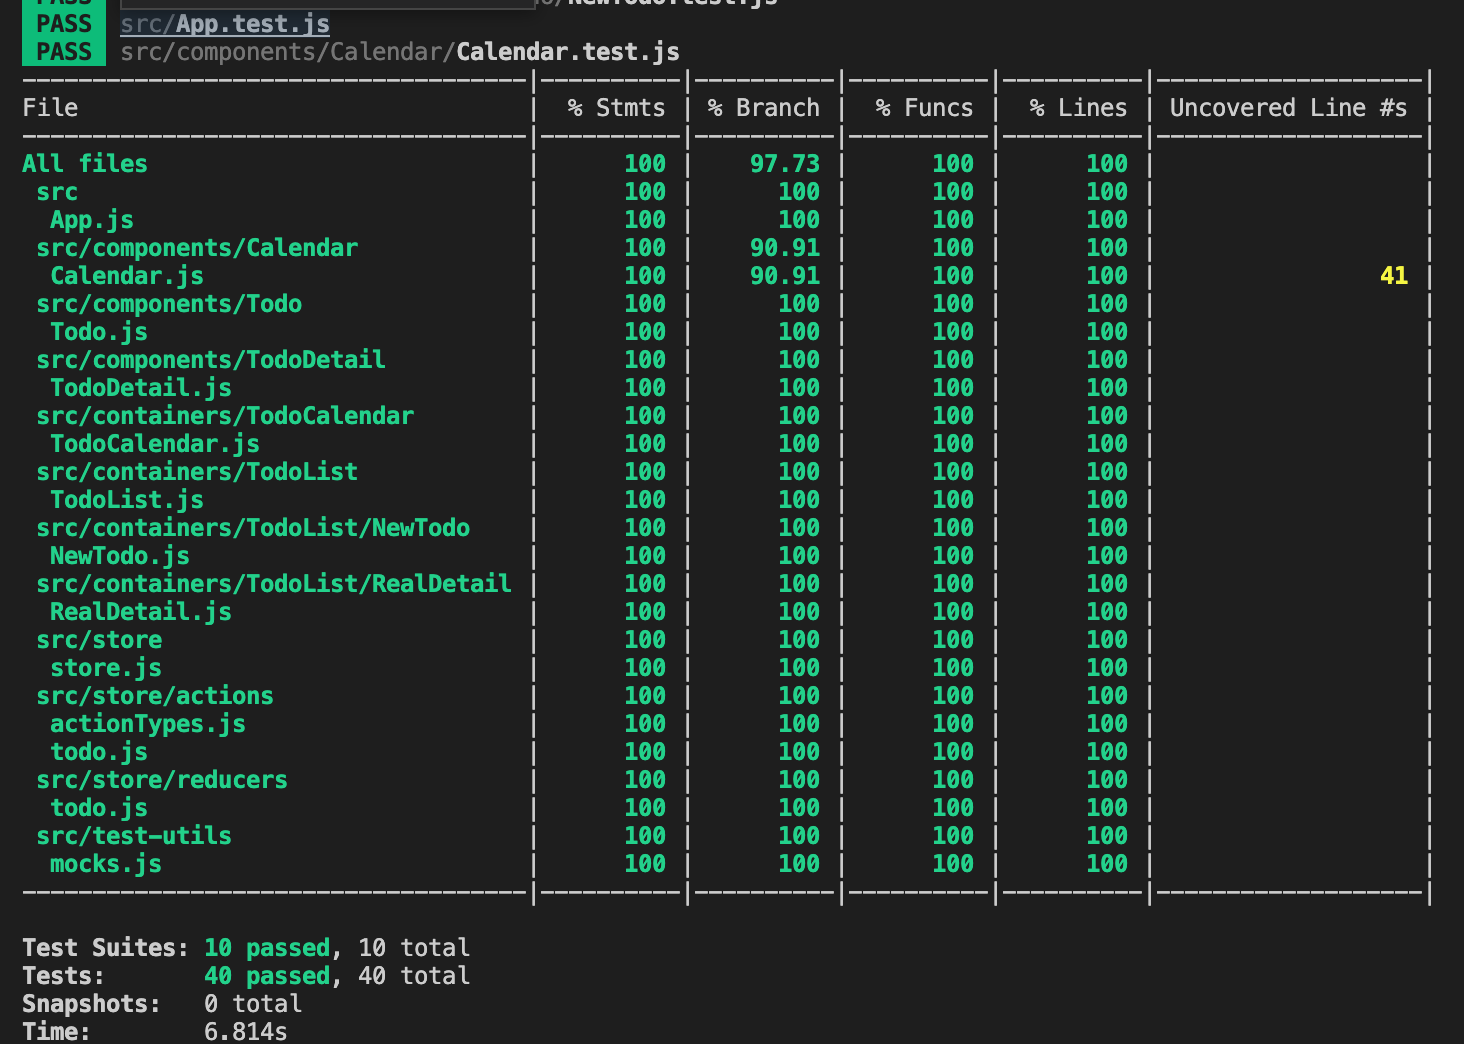 PASS NewTodo.test.js
PASS src/App.test.js
PASS src/components/Calendar/Calendar.test.js
File | % Stmts | % Branch | % Funcs | % Lines | Uncovered Line #s |
All files | 100 | 97.73 | 100 | 100 | |
src | 100 | 100 | 100 | 100 | |
App.js | 100 | 100 | 100 | 100 | |
src/components/Calendar | 100 | 90.91 | 100 | 100 | |
Calendar.js | 100 | 90.91 | 100 | 100 | 41 |
src/components/Todo | 100 | 100 | 100 | 100 | |
Todo.js | 100 | 100 | 100 | 100 | |
src/components/TodoDetail | 100 | 100 | 100 | 100 | |
TodoDetail.js | 100 | 100 | 100 | 100 | |
src/containers/TodoCalendar | 100 | 100 | 100 | 100 | |
TodoCalendar.js | 100 | 100 | 100 | 100 | |
src/containers/TodoList | 100 | 100 | 100 | 100 | |
TodoList.js | 100 | 100 | 100 | 100 | |
src/containers/TodoList/NewTodo | 100 | 100 | 100 | 100 | |
NewTodo.js | 100 | 100 | 100 | 100 | |
src/containers/TodoList/RealDetail | 100 | 100 | 100 | 100 | |
RealDetail.js | 100 | 100 | 100 | 100 | |
src/store | 100 | 100 | 100 | 100 | |
store.js | 100 | 100 | 100 | 100 | |
src/store/actions | 100 | 100 | 100 | 100 | |
actionTypes.js | 100 | 100 | 100 | 100 | |
todo.js | 100 | 100 | 100 | 100 | |
src/store/reducers | 100 | 100 | 100 | 100 | |
todo.js | 100 | 100 | 100 | 100 | |
src/test-utils | 100 | 100 | 100 | 100 | |
mocks.js | 100 | 100 | 100 | 100 | |
Test Suites: 10 passed, 10 total
Tests: 40 passed, 40 total
Snapshots: 0 total
Time: 6.814s